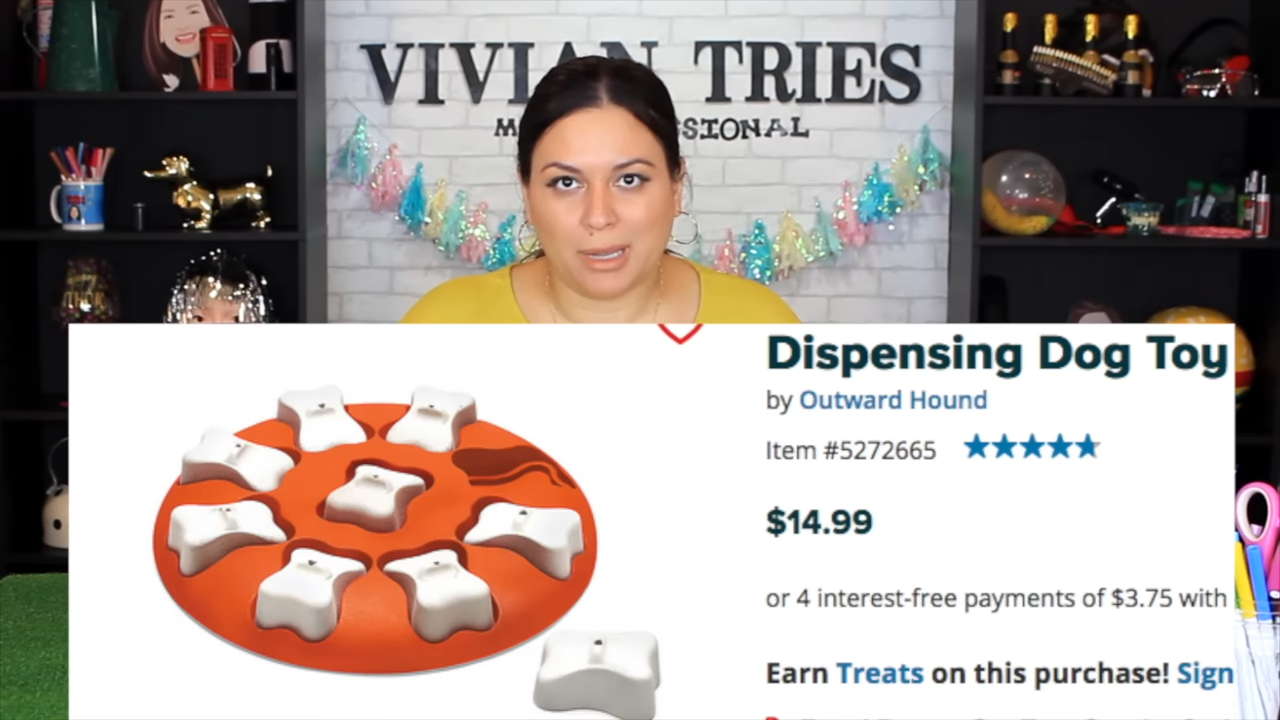 VIVIAN TRIES
Dispensing Dog Toy
by Outward Hound
Item #5272665
$14.99
or 4 interest-free payments of $3.75 with
Earn Treats on this purchase! Sign